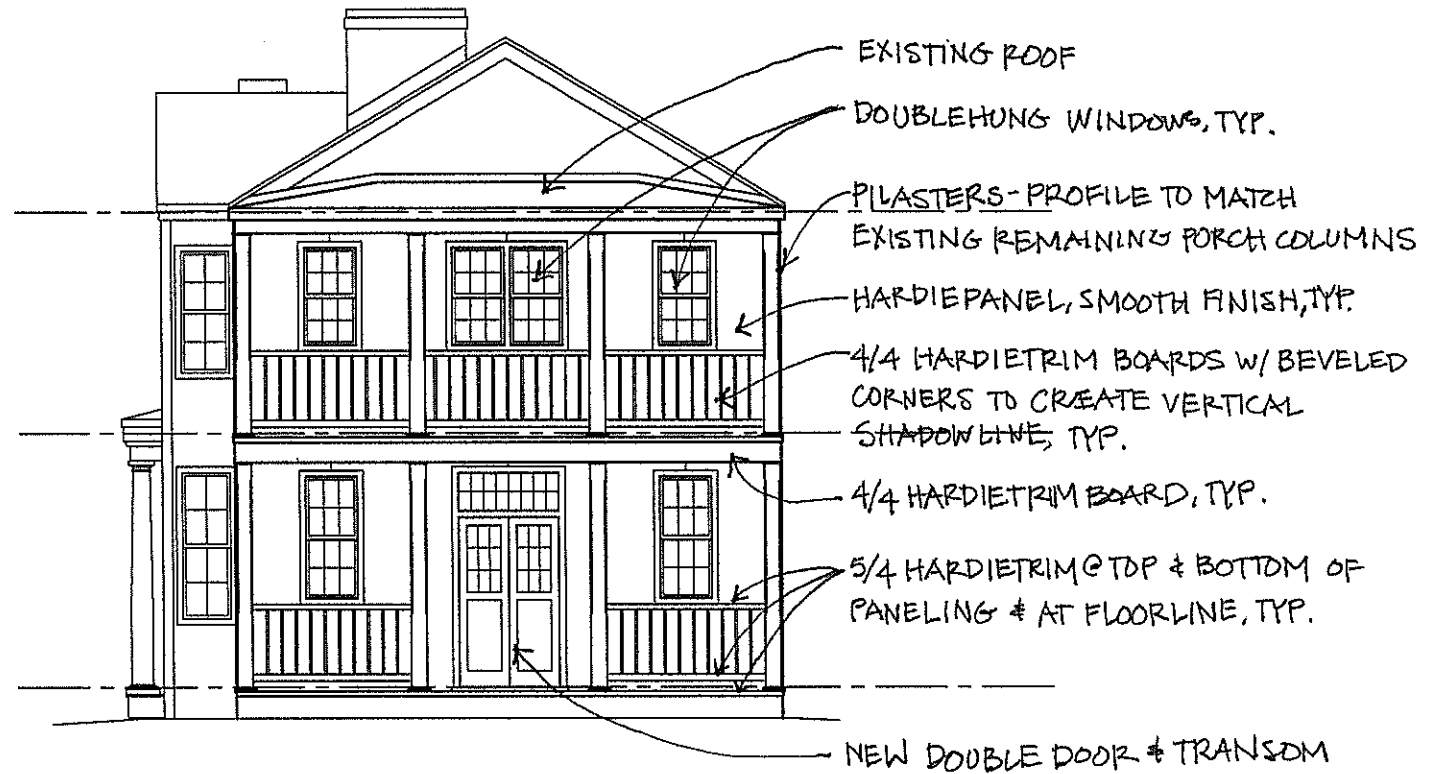 EXISTING ROOF
DOUBLEHUNG WINDOWS, TYP.
PILASTERS - PROFILE TO MATCH
EXISTING REMAINING PORCH COLUMNS
HARDIEPANEL, SMOOTH FINISH, TYP.
4/4 HARDIETRIM BOARDS W/ BEVELED
CORNERS TO CREATE VERTICAL
SHADOWLINE, TYP.
4/4 HARDIETRIM BOARD, TYP.
5/4 HARDIETRIM @ TOP & BOTTOM OF
PANELING & AT FLOORLINE, TYP.
NEW DOUBLE DOOR & TRANSOM